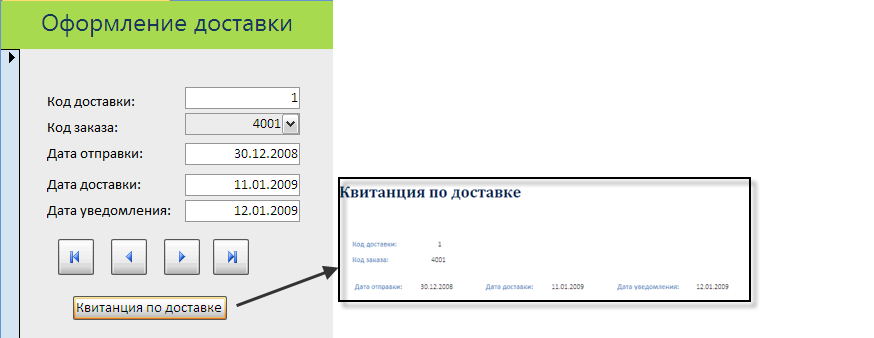 Оформление доставки
Код доставки: 1
Код заказа: 4001
Дата отправки: 30.12.2008
Дата доставки: 11.01.2009
Дата уведомления: 12.01.2009
Квитанция по доставке
Квитанция по доставке
Код доставки: 1
Код заказа: 4001
Дата отправки: 30.12.2008 Дата доставки: 11.01.2009 Дата уведомления: 12.01.2009